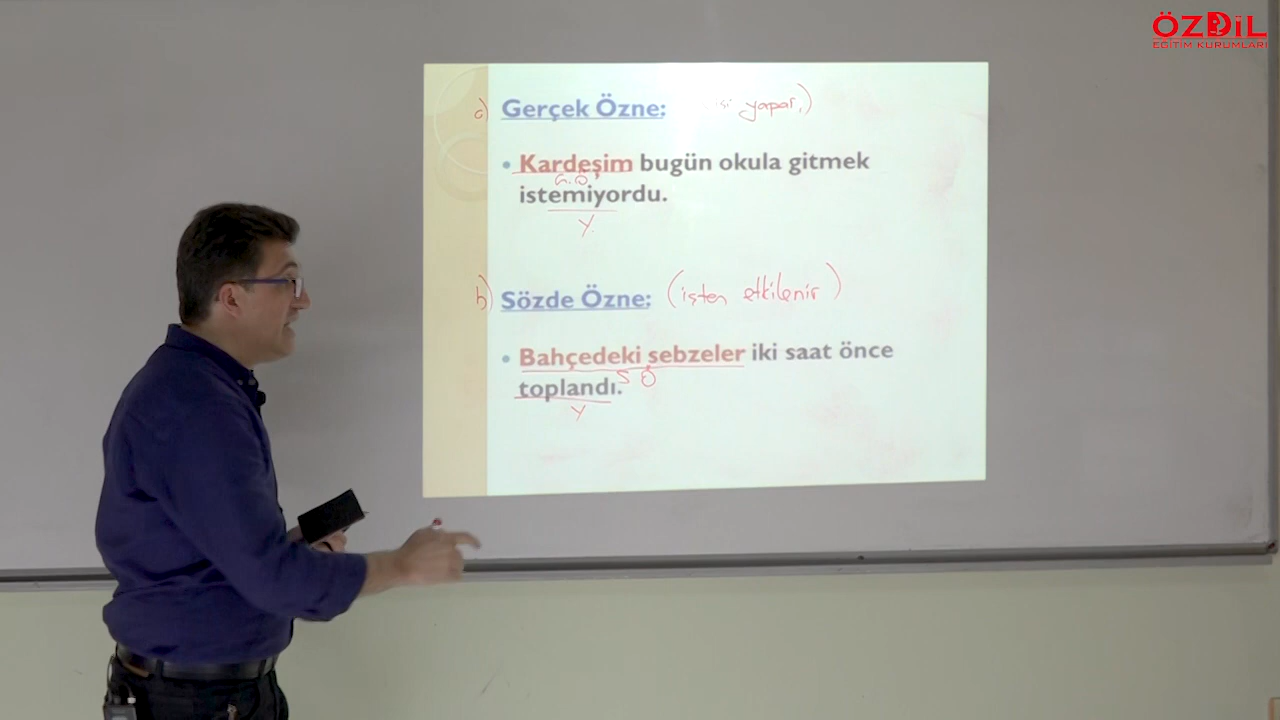 ÖZDİL
EĞİTİM KURUMLARI
a) Gerçek Özne: işi yapar.)
• Kardeşim bugün okula gitmek
G.Ö.
istemiyordu.
Y.
b) Sözde Özne: (işten etkilenir)
• Bahçedeki sebzeler iki saat önce
S Ö
toplandı.
Y